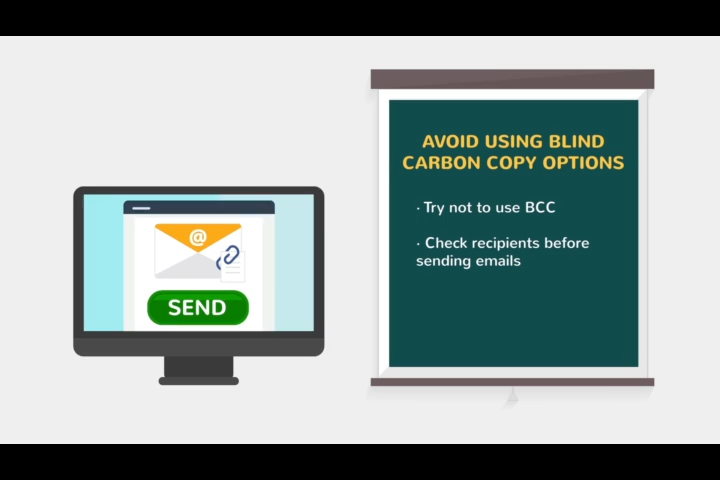 AVOID USING BLIND
CARBON COPY OPTIONS
· Try not to use BCC
· Check recipients before
sending emails
@
SEND